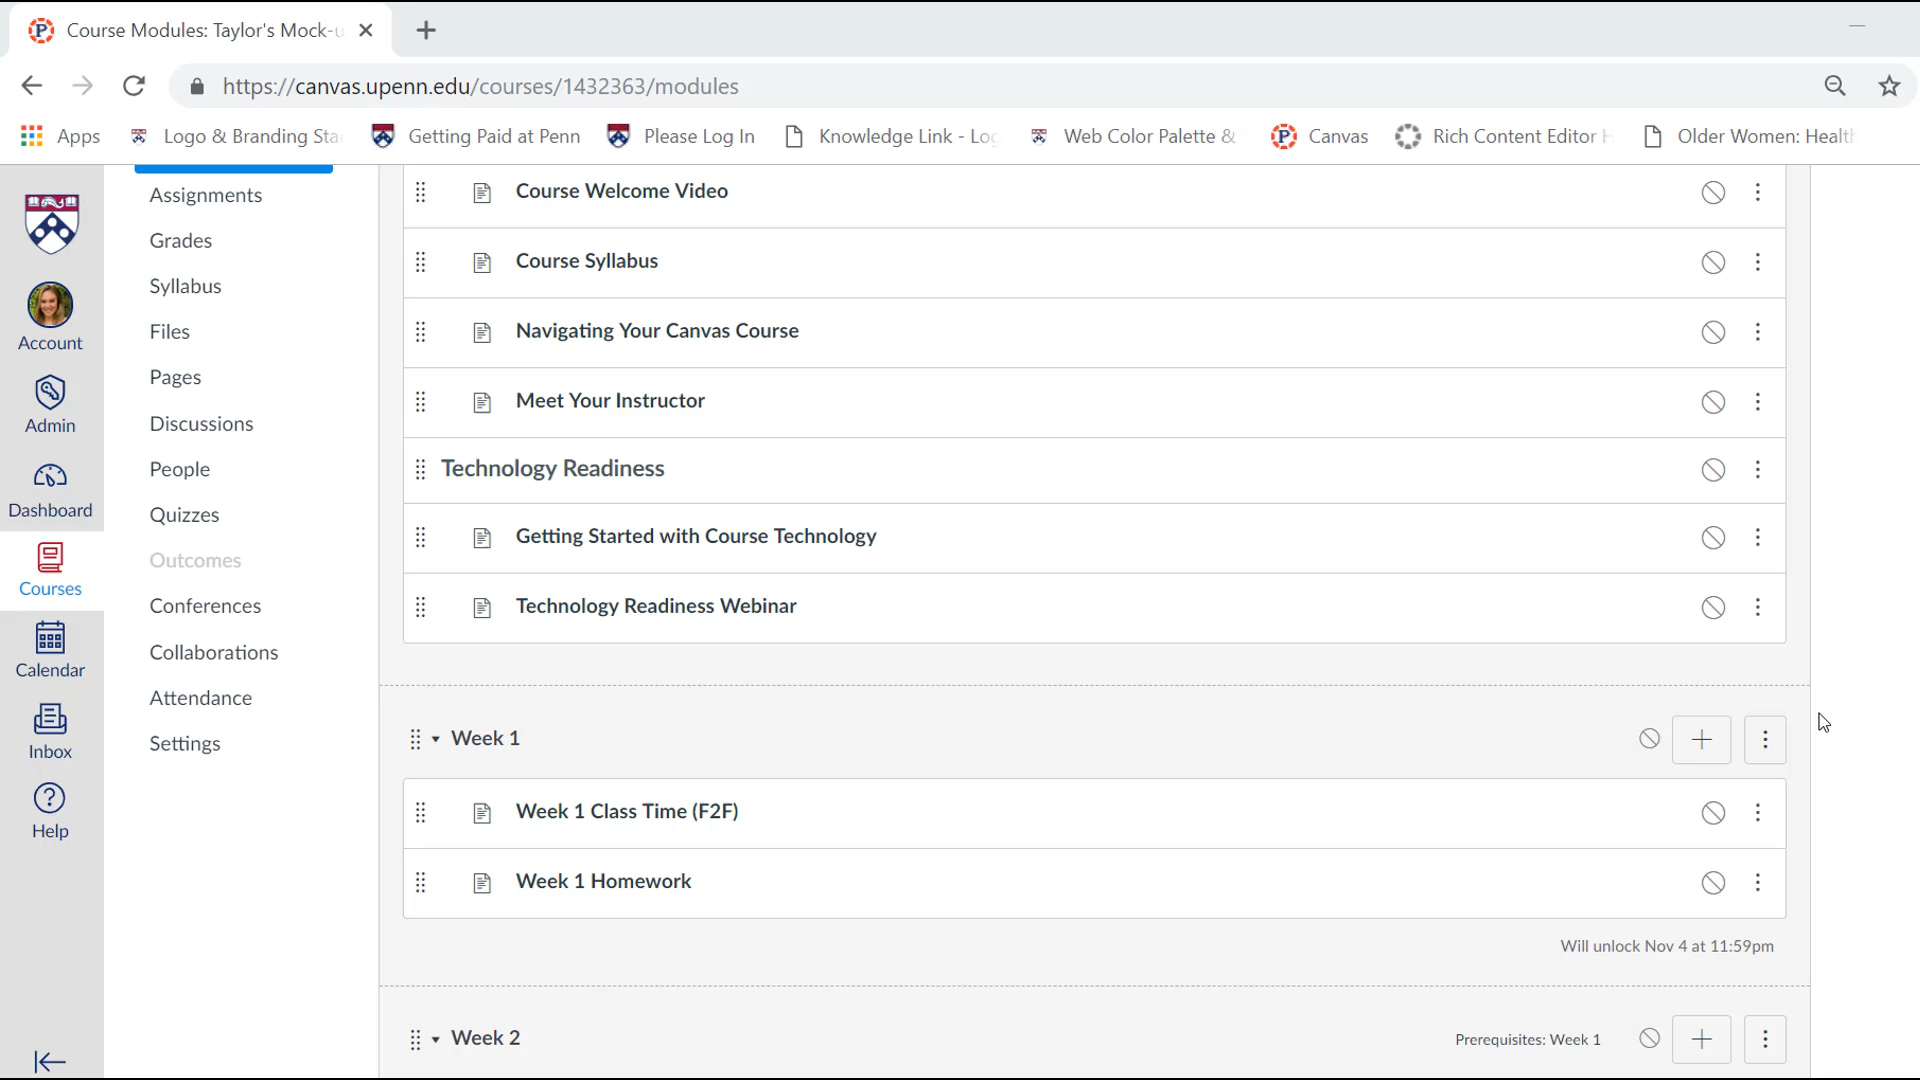 Course Modules: Taylor's Mock-u
https://canvas.upenn.edu/courses/1432363/modules
Apps
Logo & Branding Sta
Getting Paid at Penn
Please Log In
Knowledge Link - Log
Web Color Palette &
Canvas
Rich Content Editor H
Older Women: Health
Account
Admin
Dashboard
Courses
Calendar
Inbox
Help
Assignments
Grades
Syllabus
Files
Pages
Discussions
People
Quizzes
Outcomes
Conferences
Collaborations
Attendance
Settings
Course Welcome Video
Course Syllabus
Navigating Your Canvas Course
Meet Your Instructor
Technology Readiness
Getting Started with Course Technology
Technology Readiness Webinar
Week 1
Week 1 Class Time (F2F)
Week 1 Homework
Will unlock Nov 4 at 11:59pm
Week 2
Prerequisites: Week 1